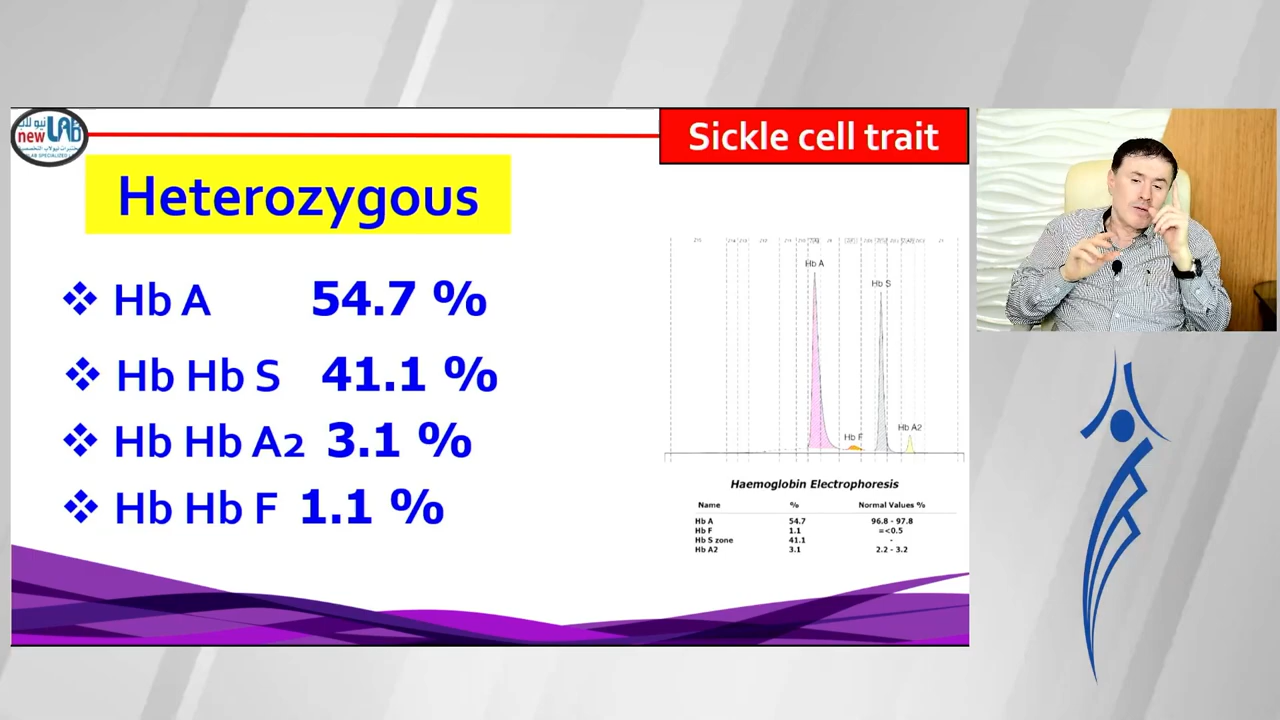 نيو لاب
new LAB
Sickle cell trait
Heterozygous
❖ Hb A 54.7 %
❖ Hb Hb S 41.1 %
❖ Hb Hb A2 3.1 %
❖ Hb Hb F 1.1 %
Hb A
Hb S
Hb F
Hb A2
Haemoglobin Electrophoresis
Name % Normal Values %
Hb A 54.7 96.8 - 97.8
Hb F 1.1 =<0.5
Hb S zone 41.1 -
Hb A2 3.1 2.2 - 3.2